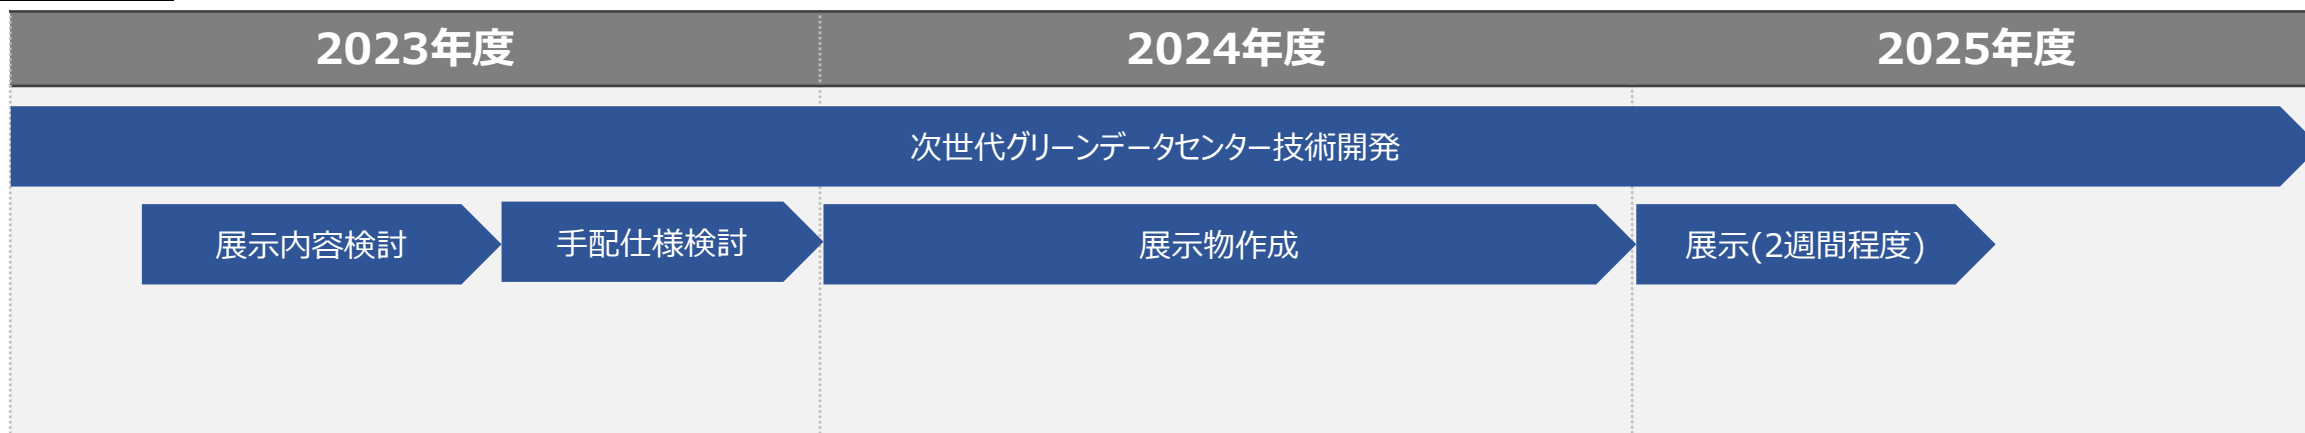 2023年度 2024年度 2025年度
次世代グリーンデータセンター技術開発
展示内容検討 手配仕様検討 展示物作成 展示(2週間程度)